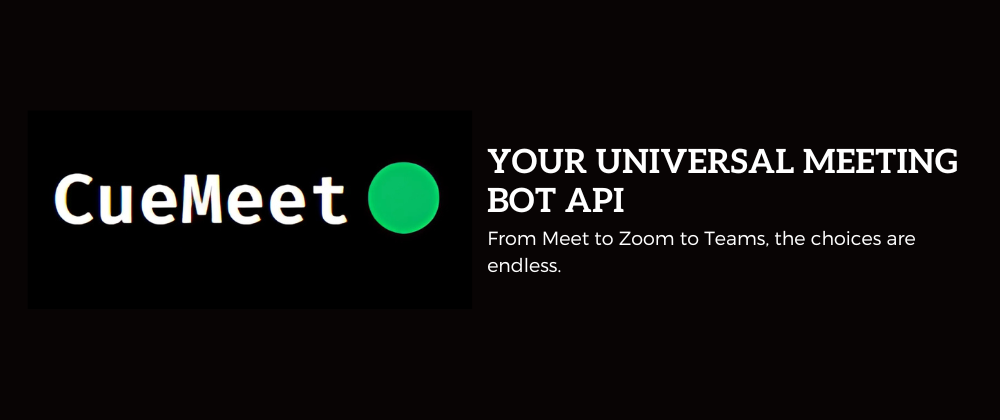 CueMeet
YOUR UNIVERSAL MEETING
BOT API
From Meet to Zoom to Teams, the choices are
endless.